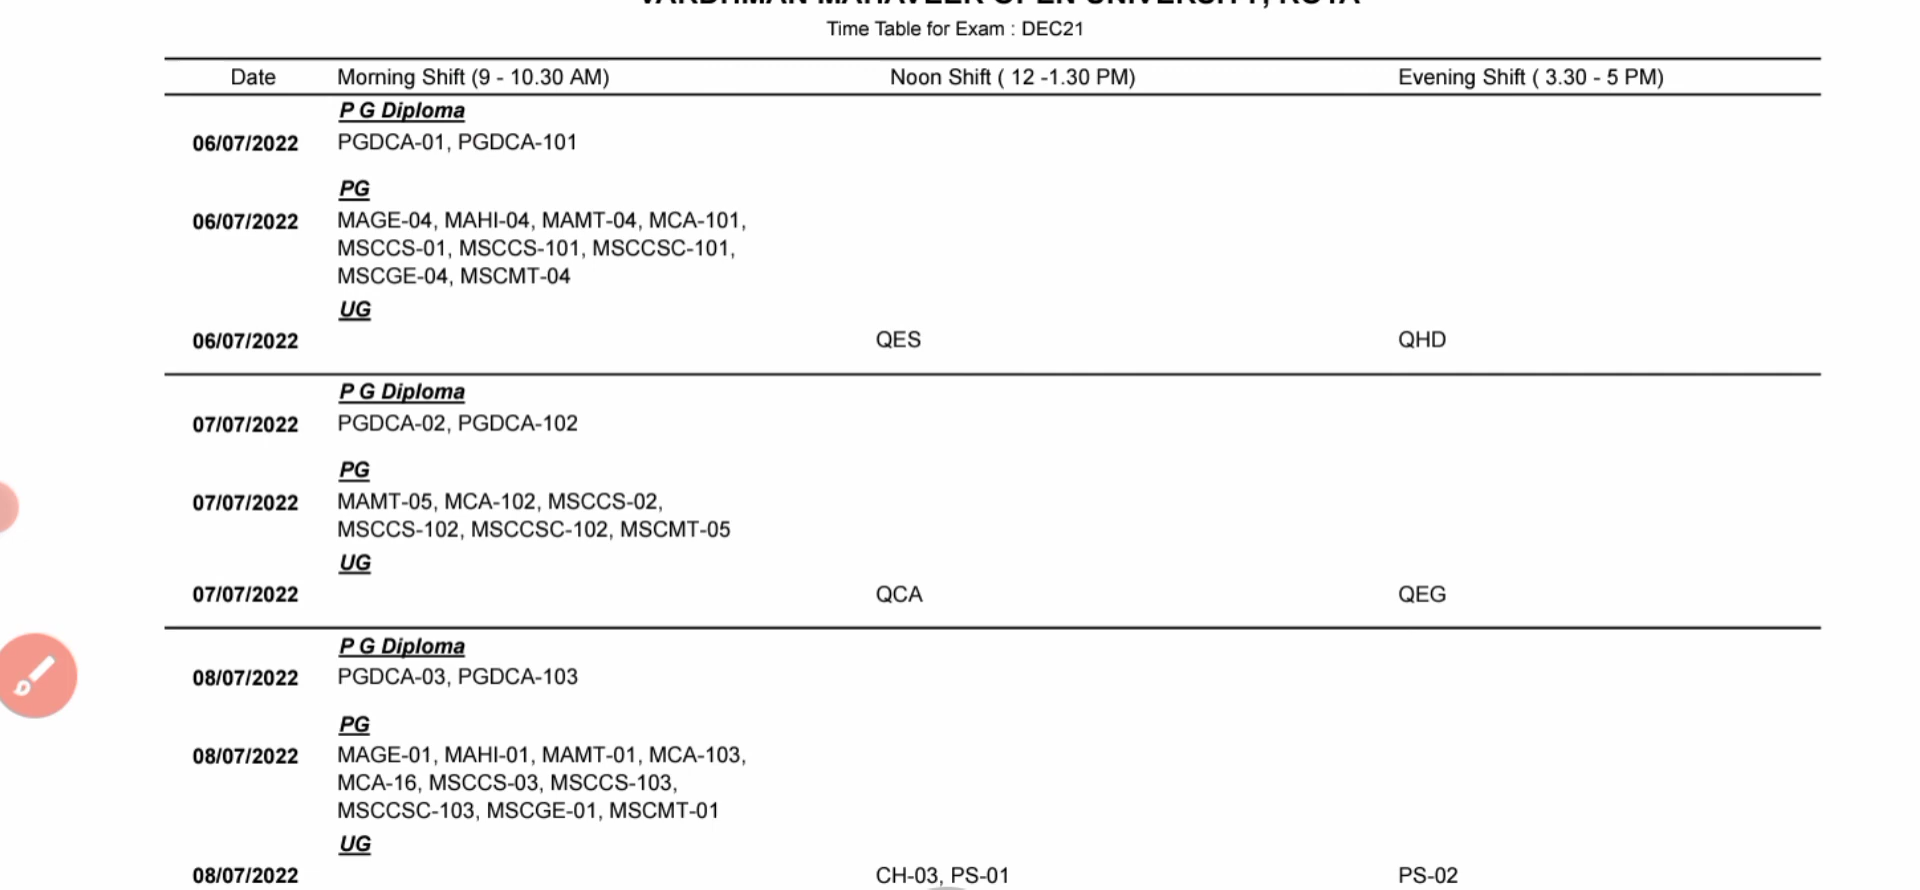 VARDHMAN MAHAVEER OPEN UNIVERSITY, KOTA
Time Table for Exam : DEC21
Date Morning Shift (9 - 10.30 AM) Noon Shift ( 12 -1.30 PM) Evening Shift ( 3.30 - 5 PM)
P G Diploma
06/07/2022 PGDCA-01, PGDCA-101
PG
06/07/2022 MAGE-04, MAHI-04, MAMT-04, MCA-101,
MSCCS-01, MSCCS-101, MSCCSC-101,
MSCGE-04, MSCMT-04
UG
06/07/2022 QES QHD
P G Diploma
07/07/2022 PGDCA-02, PGDCA-102
PG
07/07/2022 MAMT-05, MCA-102, MSCCS-02,
MSCCS-102, MSCCSC-102, MSCMT-05
UG
07/07/2022 QCA QEG
P G Diploma
08/07/2022 PGDCA-03, PGDCA-103
PG
08/07/2022 MAGE-01, MAHI-01, MAMT-01, MCA-103,
MCA-16, MSCCS-03, MSCCS-103,
MSCCSC-103, MSCGE-01, MSCMT-01
UG
08/07/2022 CH-03, PS-01 PS-02